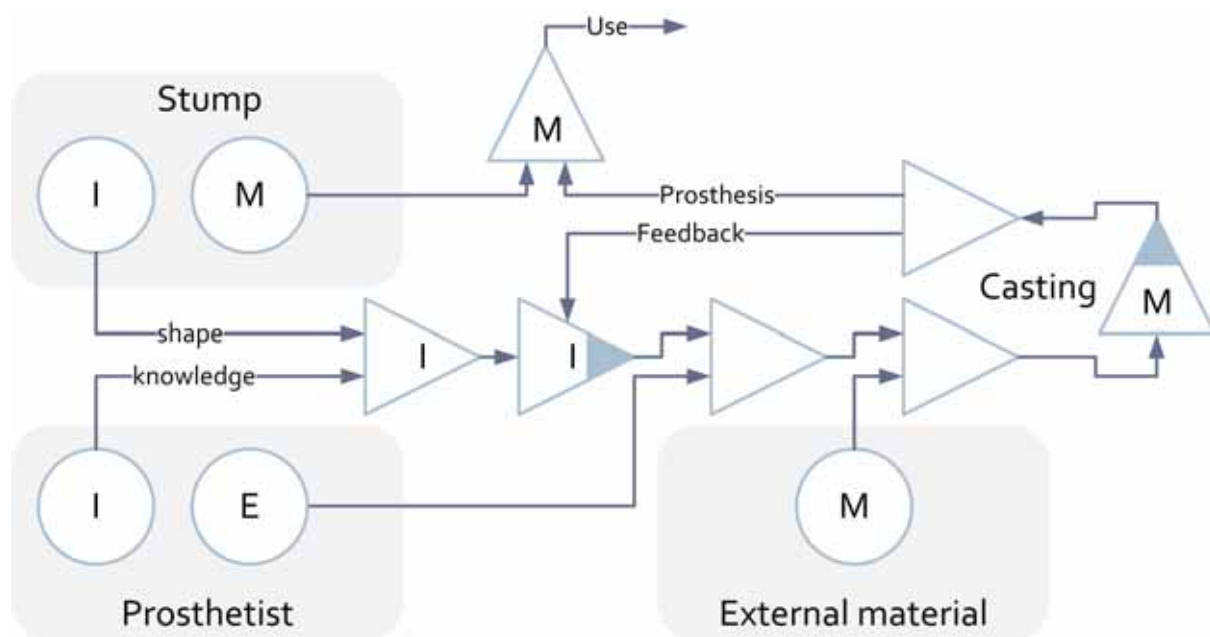 Use
Stump
M
I M
Prosthesis
Feedback
Casting
M
shape
I I
knowledge
I E
M
Prosthetist
External material